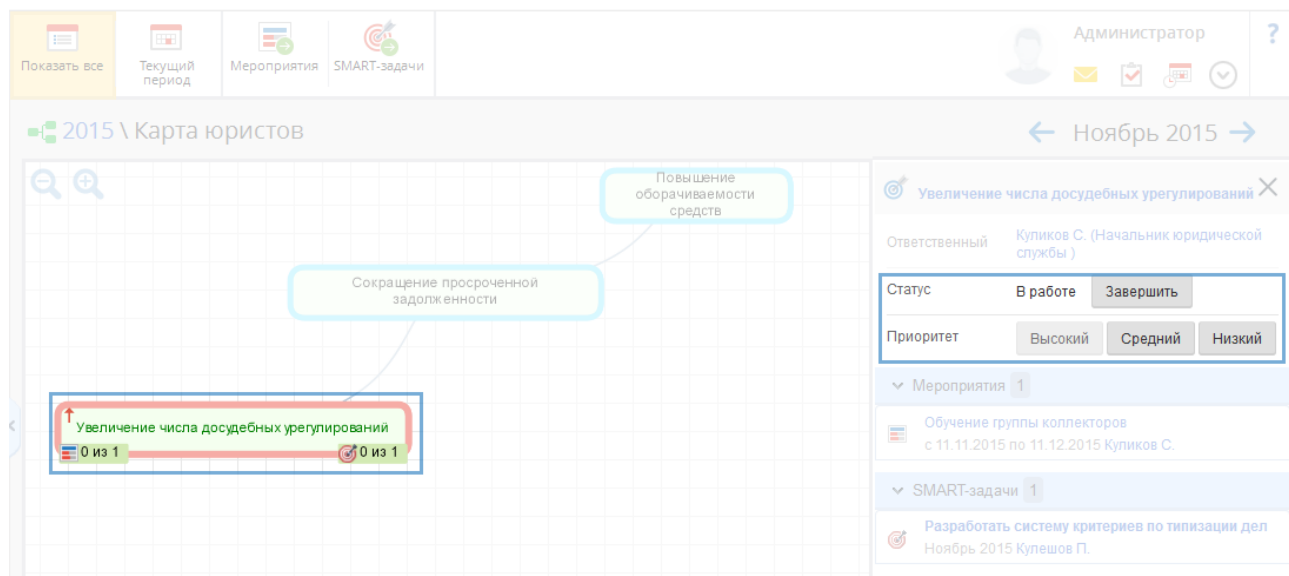 Показать все
Текущий
период
Мероприятия
SMART-задачи
Администратор
?
2015 \ Карта юристов
Ноябрь 2015
Повышение
оборачиваемости
средств
Сокращение просроченной
задолженности
Увеличение числа досудебных урегулирований
0 из 1
0 из 1
Увеличение числа досудебных урегулирований
Ответственный
Куликов С. (Начальник юридической
службы )
Статус
В работе
Завершить
Приоритет
Высокий
Средний
Низкий
Мероприятия 1
Обучение группы коллекторов
с 11.11.2015 по 11.12.2015 Куликов С.
SMART-задачи 1
Разработать систему критериев по типизации дел
Ноябрь 2015 Кулешов П.